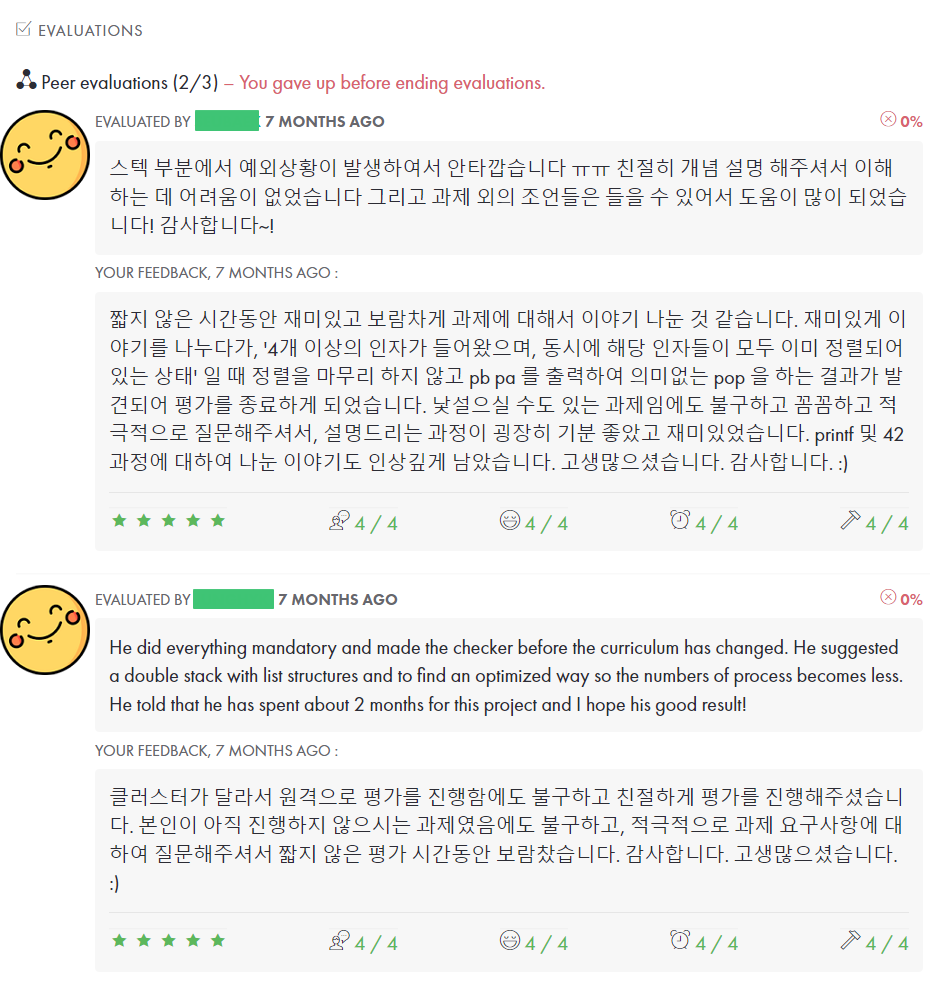 EVALUATIONS
Peer evaluations (2/3) – You gave up before ending evaluations.
EVALUATED BY 7 MONTHS AGO 0%
스텍 부분에서 예외상황이 발생하여서 안타깝습니다 ㅠㅠ 친절히 개념 설명 해주셔서 이해
하는 데 어려움이 없었습니다 그리고 과제 외의 조언들은 들을 수 있어서 도움이 많이 되었습
니다! 감사합니다~!
YOUR FEEDBACK, 7 MONTHS AGO :
짧지 않은 시간동안 재미있고 보람차게 과제에 대해서 이야기 나눈 것 같습니다. 재미있게 이
야기를 나누다가, '4개 이상의 인자가 들어왔으며, 동시에 해당 인자들이 모두 이미 정렬되어
있는 상태' 일 때 정렬을 마무리 하지 않고 pb pa 를 출력하여 의미없는 pop 을 하는 결과가 발
견되어 평가를 종료하게 되었습니다. 낯설으실 수도 있는 과제임에도 불구하고 꼼꼼하고 적
극적으로 질문해주셔서, 설명드리는 과정이 굉장히 기분 좋았고 재미있었습니다. printf 및 42
과정에 대하여 나눈 이야기도 인상깊게 남았습니다. 고생많으셨습니다. 감사합니다. :)
4 / 4 4 / 4 4 / 4 4 / 4
EVALUATED BY 7 MONTHS AGO 0%
He did everything mandatory and made the checker before the curriculum has changed. He suggested
a double stack with list structures and to find an optimized way so the numbers of process becomes less.
He told that he has spent about 2 months for this project and I hope his good result!
YOUR FEEDBACK, 7 MONTHS AGO :
클러스터가 달라서 원격으로 평가를 진행함에도 불구하고 친절하게 평가를 진행해주셨습니
다. 본인이 아직 진행하지 않으시는 과제였음에도 불구하고, 적극적으로 과제 요구사항에 대
하여 질문해주셔서 짧지 않은 평가 시간동안 보람찼습니다. 감사합니다. 고생많으셨습니다.
:)
4 / 4 4 / 4 4 / 4 4 / 4